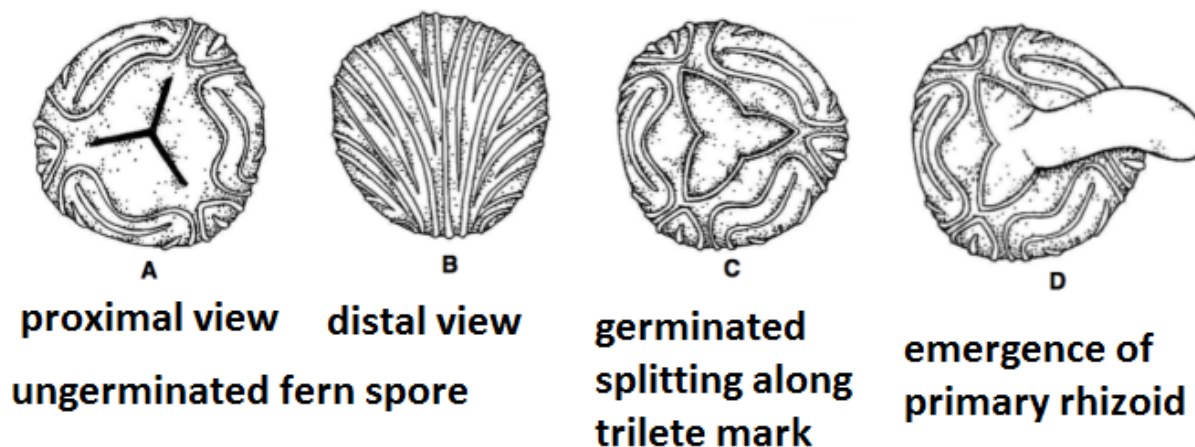 A
B
C
D
proximal view
distal view
ungerminated fern spore
germinated
splitting along
trilete mark
emergence of
primary rhizoid